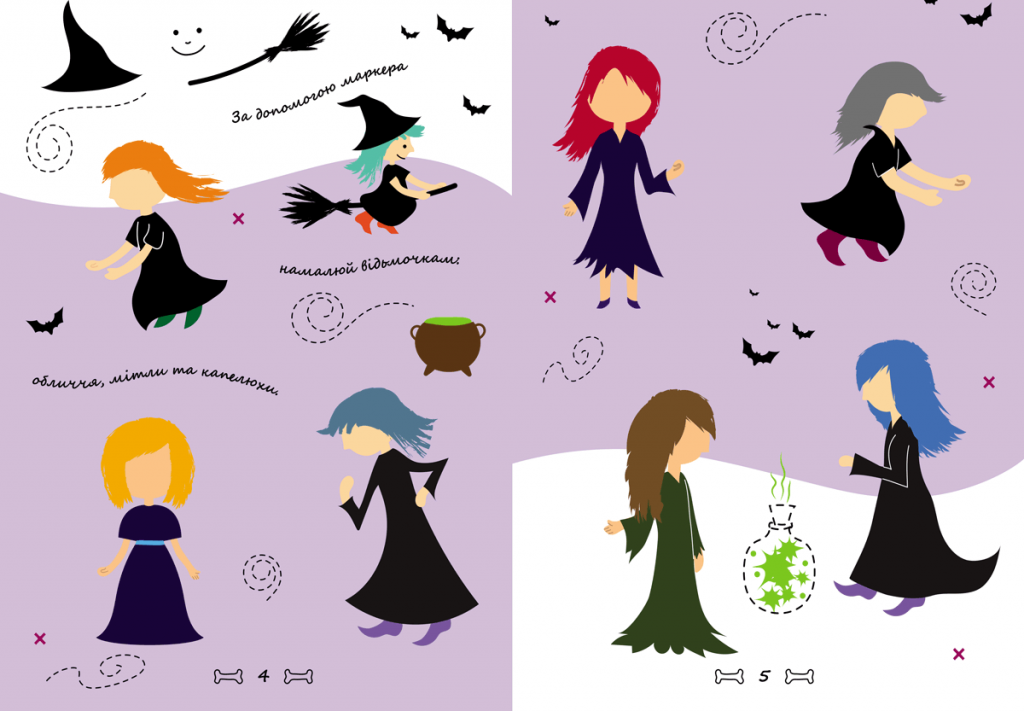 За допомогою маркера
намалюй відьмочкам:
обличчя, мітли та капелюхи.
4
5